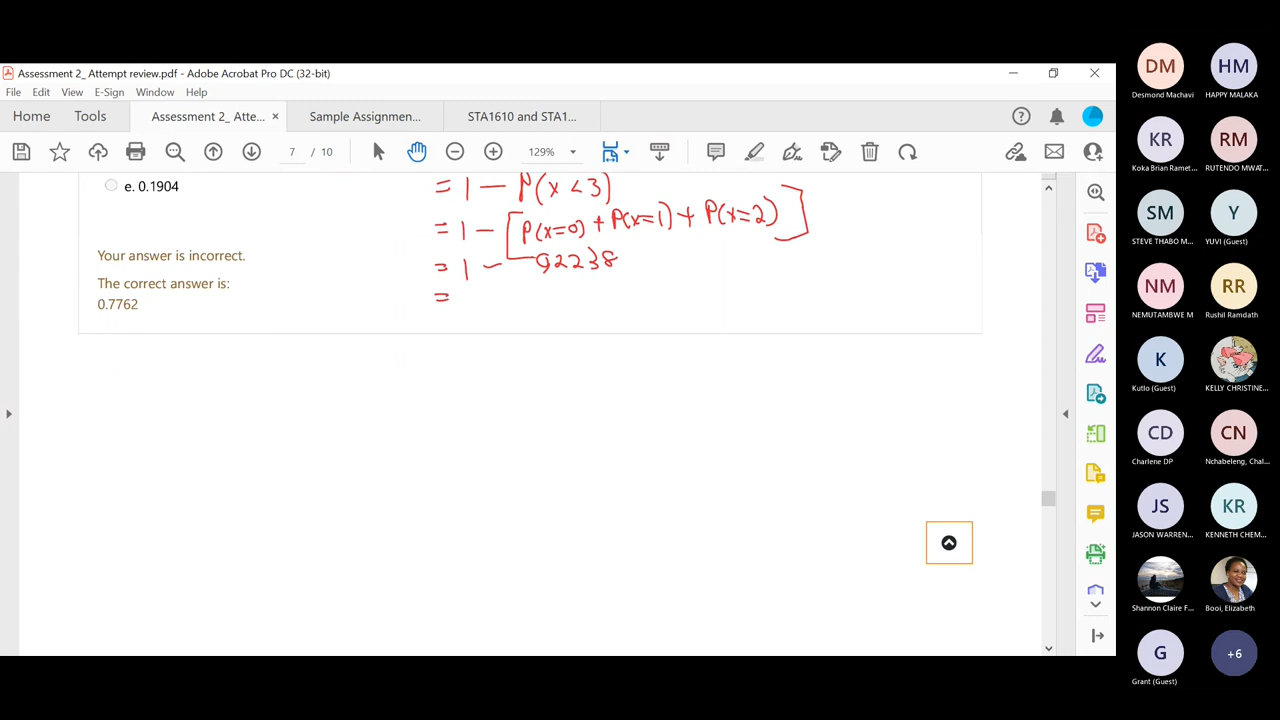 Assessment 2_ Attempt review.pdf - Adobe Acrobat Pro DC (32-bit)
File Edit View E-Sign Window Help
Home Tools Assessment 2_ Atte... × Sample Assignmen... STA1610 and STA1...
7 / 10 129%
e. 0.1904
= 1 — P(x < 3)
= 1 — [P(x=0) + P(x=1) + P(x=2)]
Your answer is incorrect.
= 1 —
The correct answer is:
=
0.7762
DM HM
Desmond Machavi HAPPY MALAKA
KR RM
Koka Brian Ramet... RUTENDO MWAT...
SM Y
STEVE THABO M... YUVI (Guest)
NM RR
NEMUTAMBWE M Rushil Ramdath
K
Kutlo (Guest) KELLY CHRISTINE...
CD CN
Charlene DP Nchabeleng, Chal...
JS KR
JASON WARREN... KENNETH CHEM...
Shannon Claire F... Booi, Elizabeth
G +6
Grant (Guest)